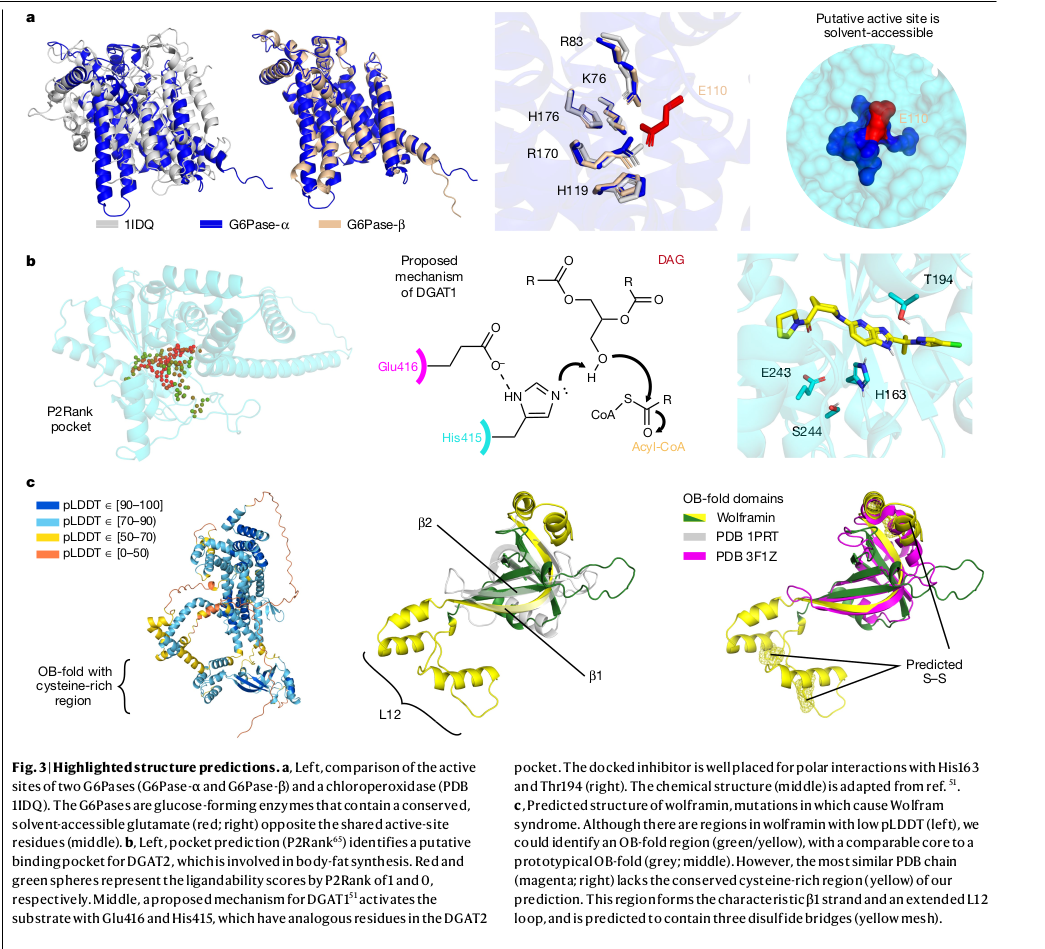 a
Putative active site is
solvent-accessible
R83
K76
E110
H176
R170
H119
E110
1IDQ
G6Pase-α
G6Pase-β
b
Proposed
mechanism
of DGAT1
DAG
R
O
R
O
O
O
O
H
Glu416
O
O
HN
N
His415
S
CoA
R
O
Acyl-CoA
P2Rank
pocket
T194
E243
H163
S244
c
pLDDT ∈ [90–100]
pLDDT ∈ [70–90)
pLDDT ∈ [50–70)
pLDDT ∈ [0–50)
OB-fold with
cysteine-rich
region
β2
β1
L12
OB-fold domains
Wolframin
PDB 1PRT
PDB 3F1Z
Predicted
S–S
Fig. 3 | Highlighted structure predictions. a, Left, comparison of the active
sites of two G6Pases (G6Pase-α and G6Pase-β) and a chloroperoxidase (PDB
1IDQ). The G6Pases are glucose-forming enzymes that contain a conserved,
solvent-accessible glutamate (red; right) opposite the shared active-site
residues (middle). b, Left, pocket prediction (P2Rank65) identifies a putative
binding pocket for DGAT2, which is involved in body-fat synthesis. Red and
green spheres represent the ligandability scores by P2Rank of 1 and 0,
respectively. Middle, a proposed mechanism for DGAT151 activates the
substrate with Glu416 and His415, which have analogous residues in the DGAT2
pocket. The docked inhibitor is well placed for polar interactions with His163
and Thr194 (right). The chemical structure (middle) is adapted from ref. 51.
c, Predicted structure of wolframin, mutations in which cause Wolfram
syndrome. Although there are regions in wolframin with low pLDDT (left), we
could identify an OB-fold region (green/yellow), with a comparable core to a
prototypical OB-fold (grey; middle). However, the most similar PDB chain
(magenta; right) lacks the conserved cysteine-rich region (yellow) of our
prediction. This region forms the characteristic β1 strand and an extended L12
loop, and is predicted to contain three disulfide bridges (yellow mesh).